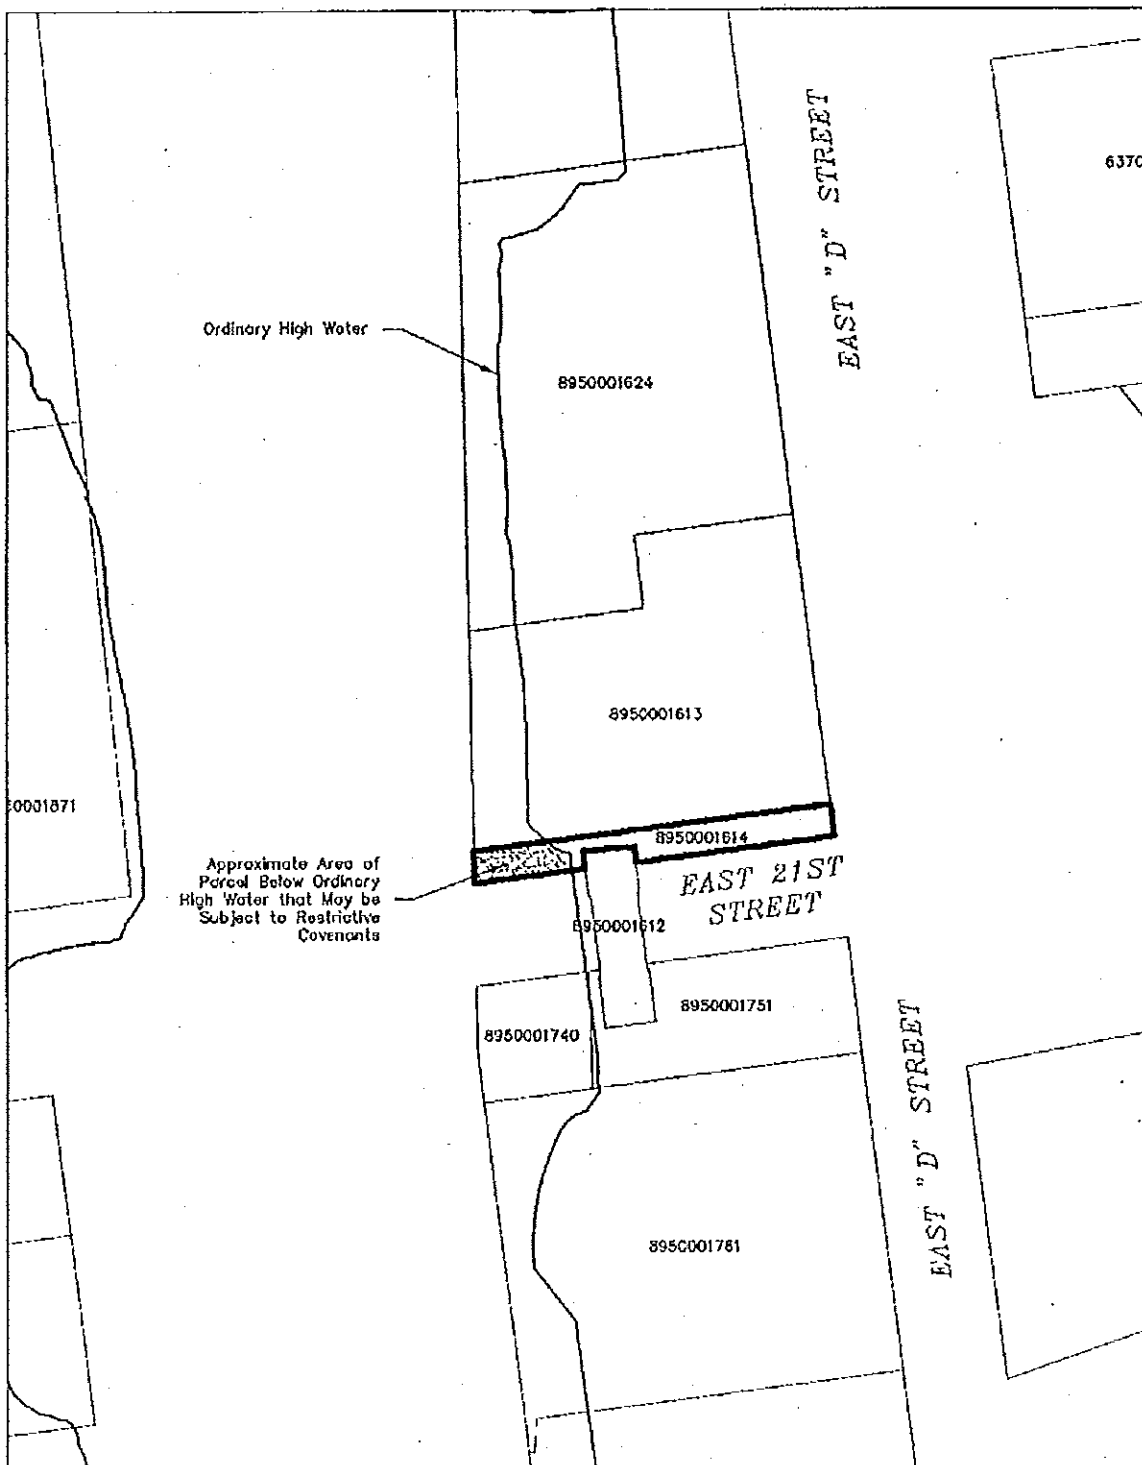 EAST "D" STREET
6370
Ordinary High Water
8950001624
8950001613
0001871
8950001614
Approximate Area of
Parcel Below Ordinary
High Water that May be
Subject to Restrictive
Covenants
EAST 21ST
STREET
8950001612
8950001751
8950001740
EAST "D" STREET
8950001781